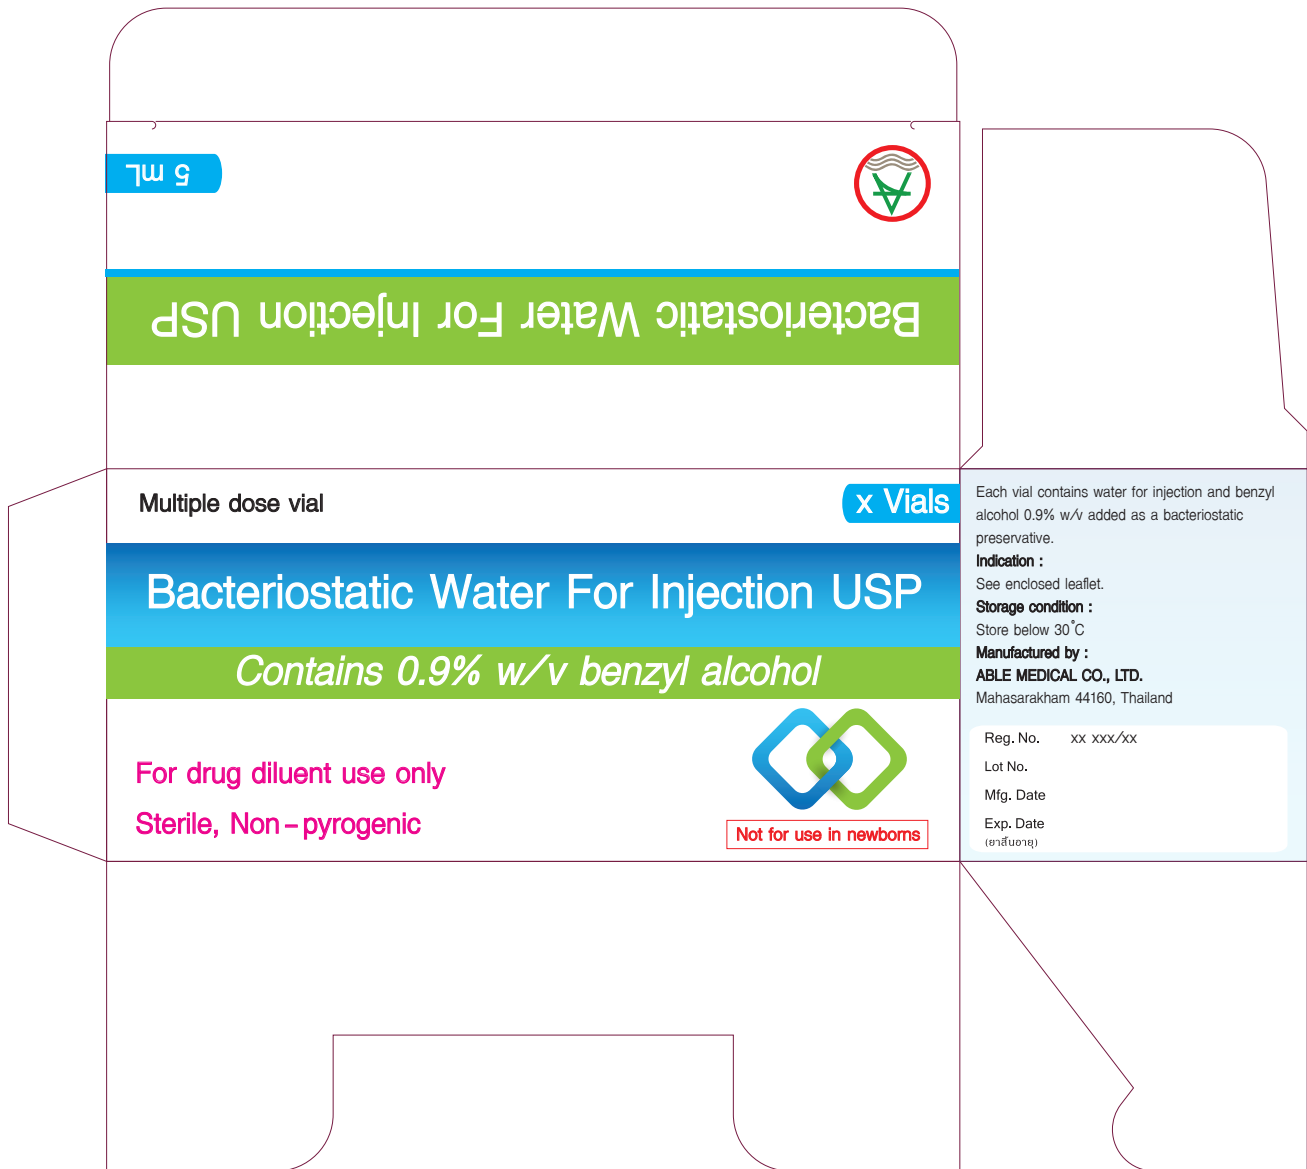 5 mL
Bacteriostatic Water For Injection USP
Multiple dose vial
x Vials
Bacteriostatic Water For Injection USP
Contains 0.9% w/v benzyl alcohol
For drug diluent use only
Sterile, Non-pyrogenic
Not for use in newborns
Each vial contains water for injection and benzyl
alcohol 0.9% w/v added as a bacteriostatic
preservative.
Indication :
See enclosed leaflet.
Storage condition :
Store below 30°C
Manufactured by :
ABLE MEDICAL CO., LTD.
Mahasarakham 44160, Thailand
Reg. No. xx xxx/xx
Lot No.
Mfg. Date
Exp. Date
(ยาสิ้นอายุ)